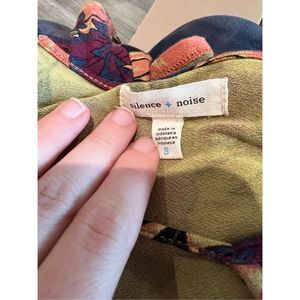 silence + noise
made in
indonesia
fabriqué en
indonésie
S